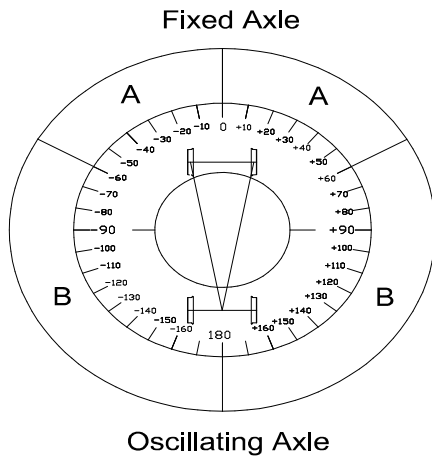 Fixed Axle
A A
-10 0 +10
-20 +20
-30 +30
-40 +40
-50 +50
-60 +60
-70 +70
-80 +80
-90 +90
-100 +100
-110 +110
-120 +120
B B
-130 +130
-140 +140
-150 +150
-160 180 +160
Oscillating Axle